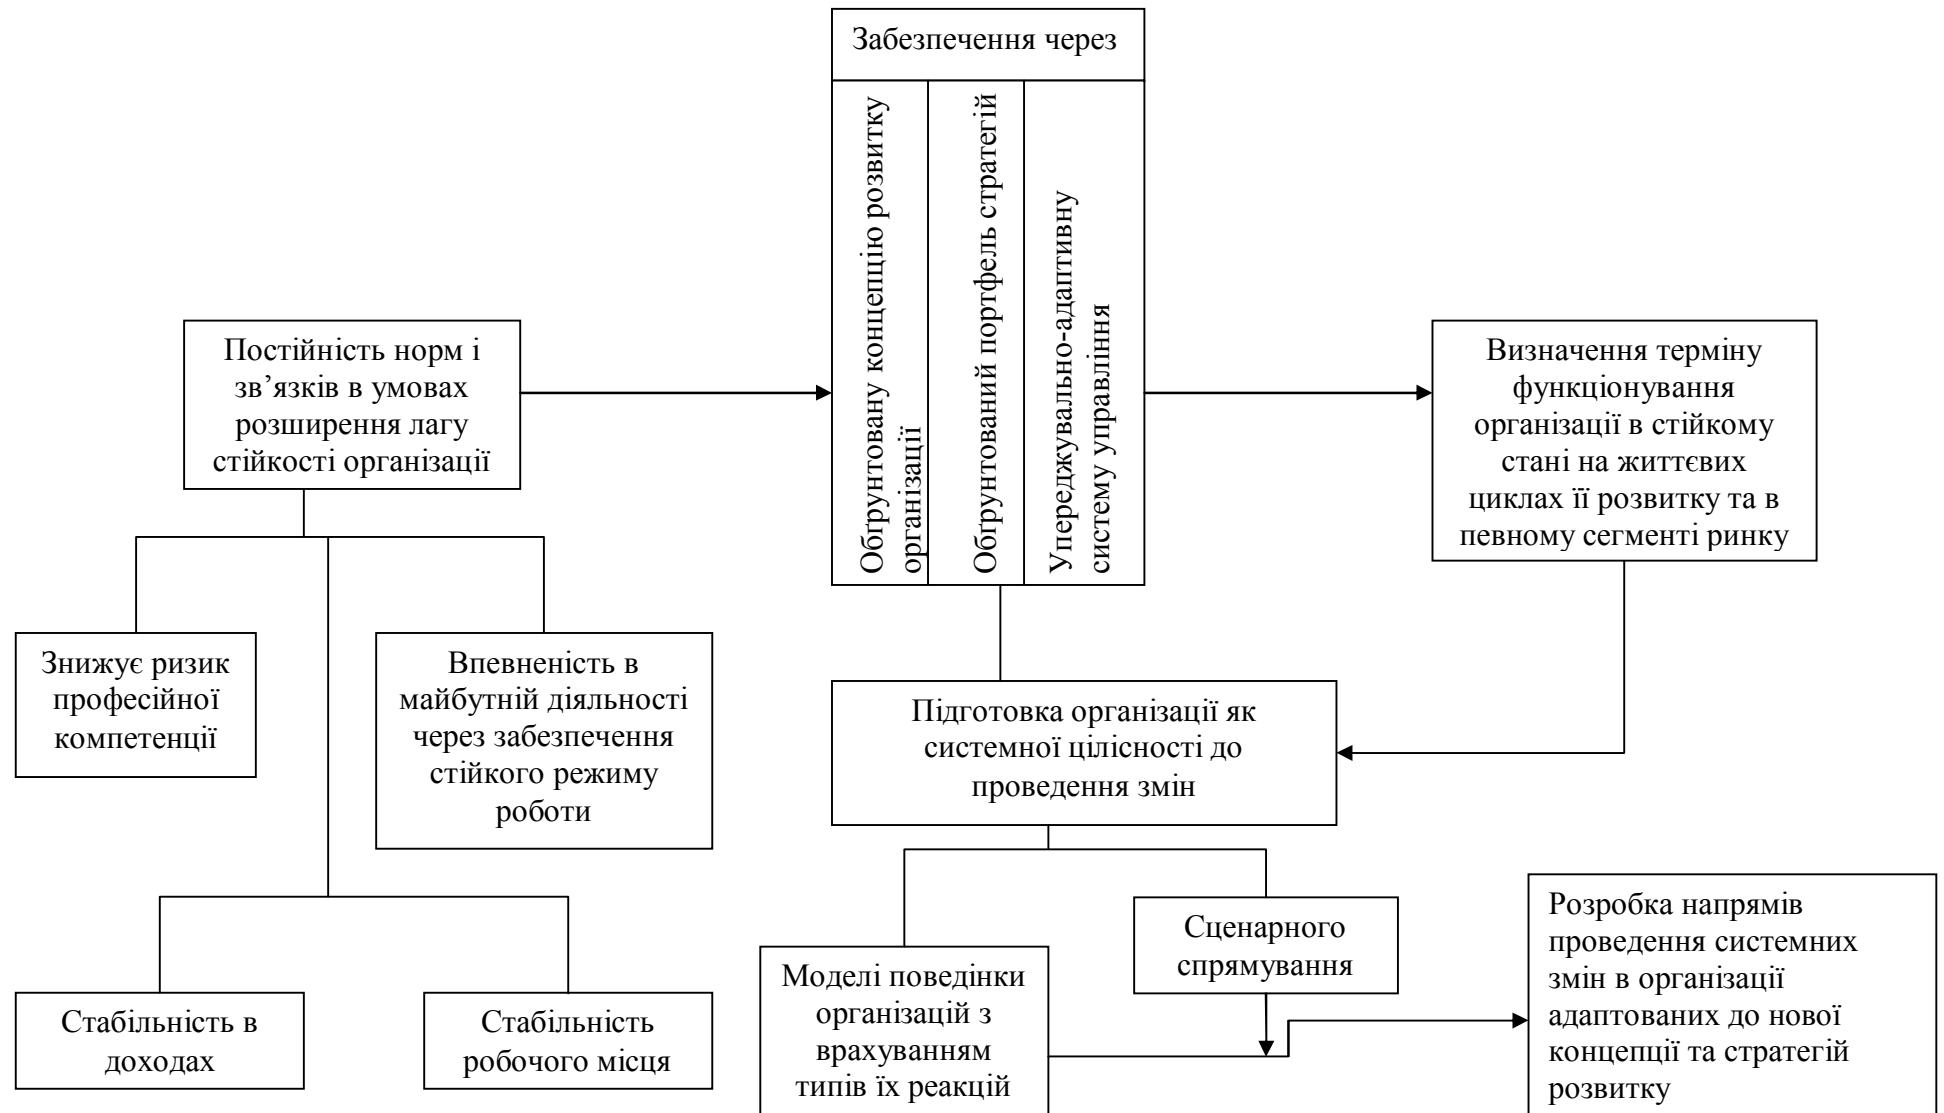 Забезпечення через
Обґрунтовану концепцію розвитку
організації
Обґрунтований портфель стратегій
Упереджувально-адаптивну
систему управління
Постійність норм і
зв’язків в умовах
розширення лагу
стійкості організації
Визначення терміну
функціонування
організації в стійкому
стані на життєвих
циклах її розвитку та в
певному сегменті ринку
Знижує ризик
професійної
компетенції
Впевненість в
майбутній діяльності
через забезпечення
стійкого режиму
роботи
Підготовка організації як
системної цілісності до
проведення змін
Стабільність в
доходах
Стабільність
робочого місця
Моделі поведінки
організацій з
врахуванням
типів їх реакцій
Сценарного
спрямування
Розробка напрямів
проведення системних
змін в організації
адаптованих до нової
концепції та стратегій
розвитку